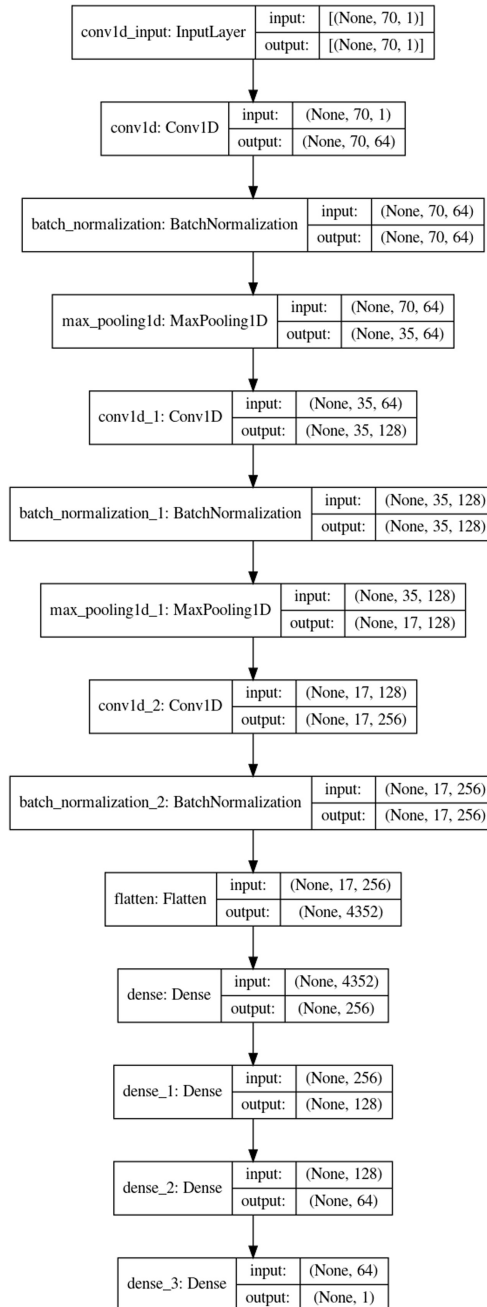 conv1d_input: InputLayer
input: [(None, 70, 1)]
output: [(None, 70, 1)]
conv1d: Conv1D
input: (None, 70, 1)
output: (None, 70, 64)
batch_normalization: BatchNormalization
input: (None, 70, 64)
output: (None, 70, 64)
max_pooling1d: MaxPooling1D
input: (None, 70, 64)
output: (None, 35, 64)
conv1d_1: Conv1D
input: (None, 35, 64)
output: (None, 35, 128)
batch_normalization_1: BatchNormalization
input: (None, 35, 128)
output: (None, 35, 128)
max_pooling1d_1: MaxPooling1D
input: (None, 35, 128)
output: (None, 17, 128)
conv1d_2: Conv1D
input: (None, 17, 128)
output: (None, 17, 256)
batch_normalization_2: BatchNormalization
input: (None, 17, 256)
output: (None, 17, 256)
flatten: Flatten
input: (None, 17, 256)
output: (None, 4352)
dense: Dense
input: (None, 4352)
output: (None, 256)
dense_1: Dense
input: (None, 256)
output: (None, 128)
dense_2: Dense
input: (None, 128)
output: (None, 64)
dense_3: Dense
input: (None, 64)
output: (None, 1)